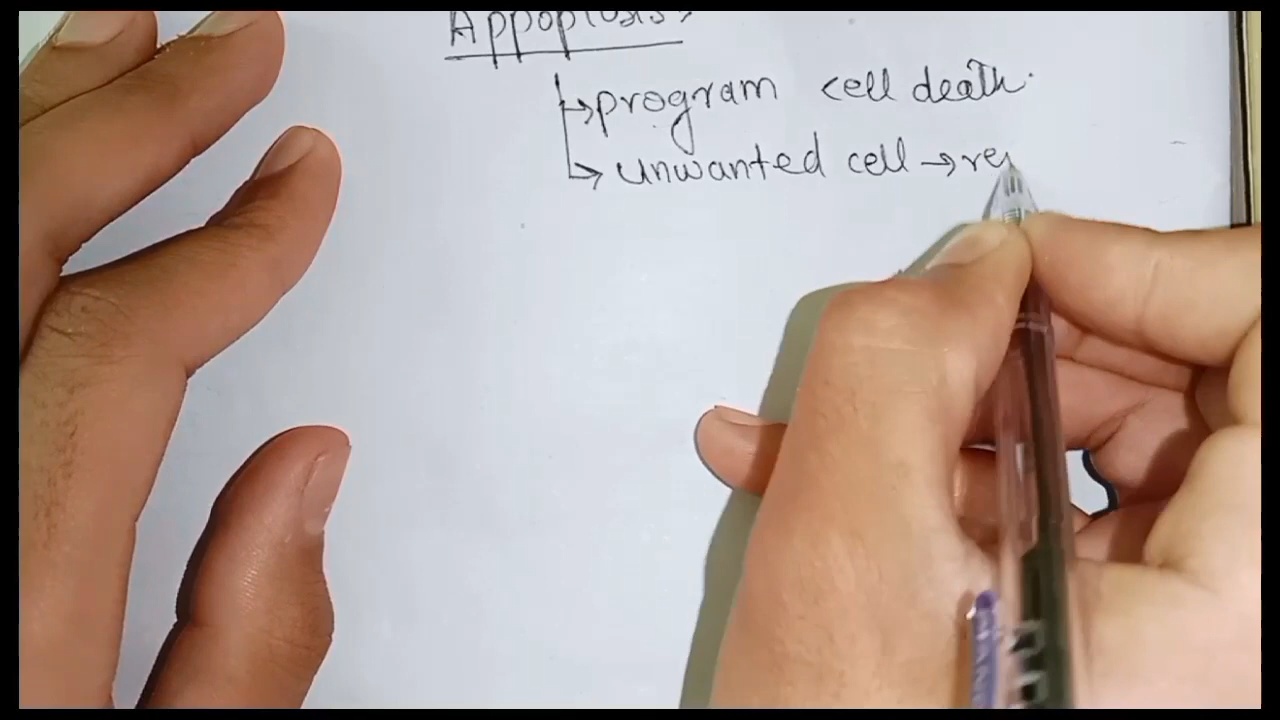 Appoptosis:
program cell death.
unwanted cell → re